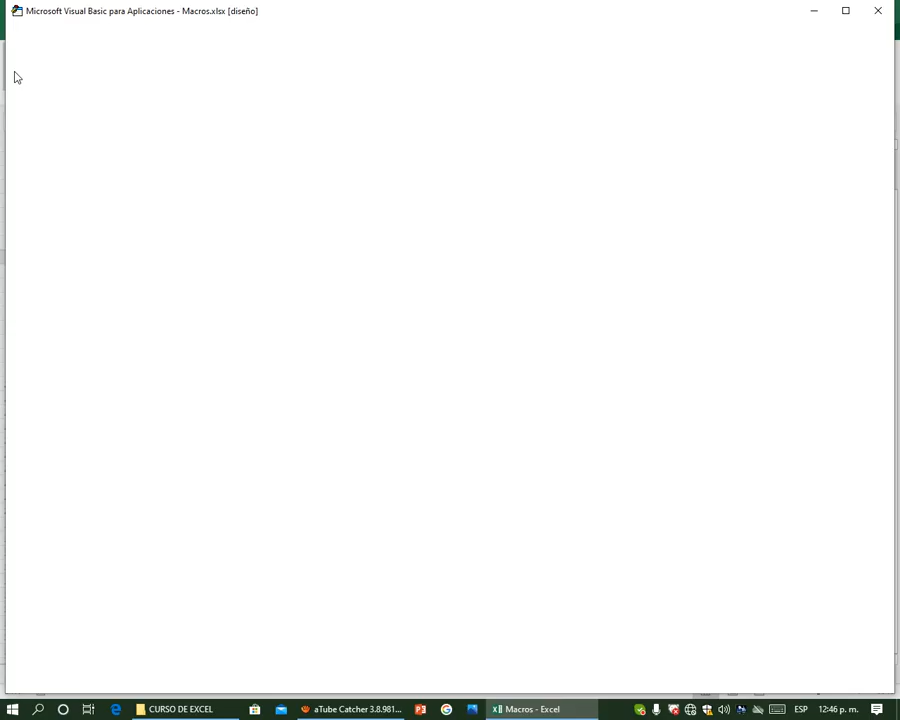 Microsoft Visual Basic para Aplicaciones - Macros.xlsx [diseño]
CURSO DE EXCEL
aTube Catcher 3.8.981...
Macros - Excel
ESP
12:46 p. m.